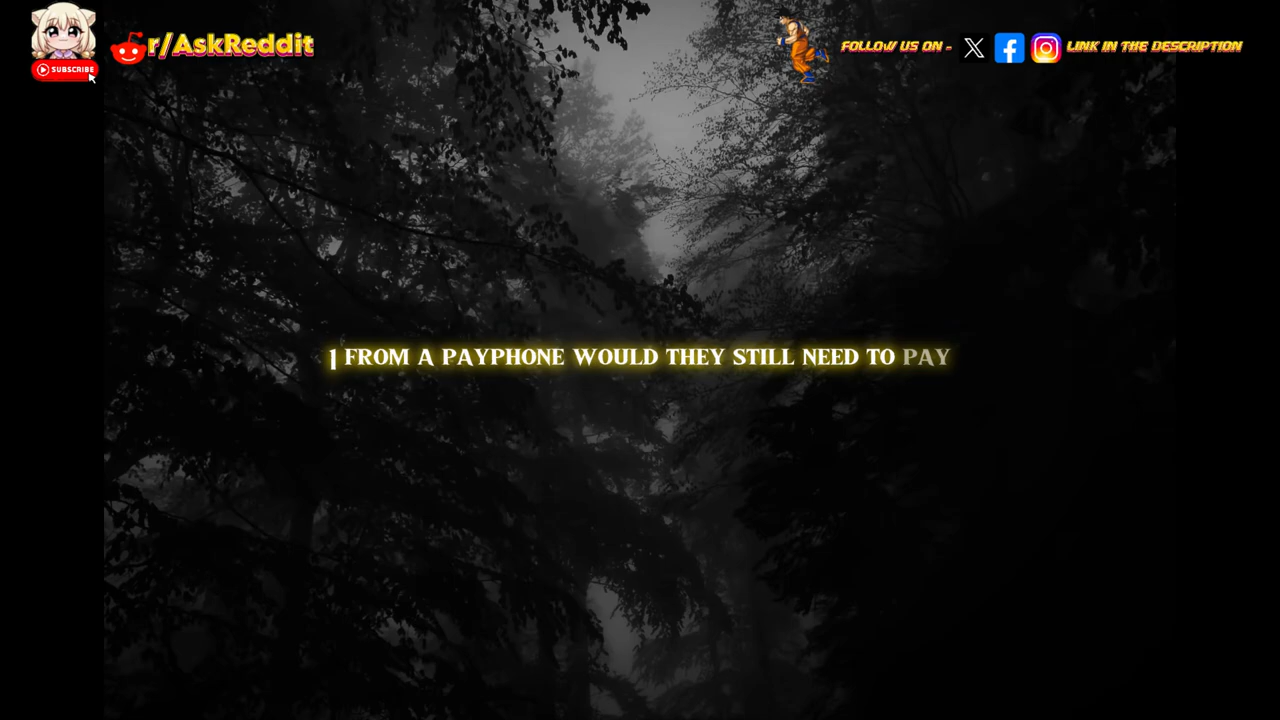 SUBSCRIBE
r/AskReddit
FOLLOW US ON -
LINK IN THE DESCRIPTION
1 FROM A PAYPHONE WOULD THEY STILL NEED TO PAY